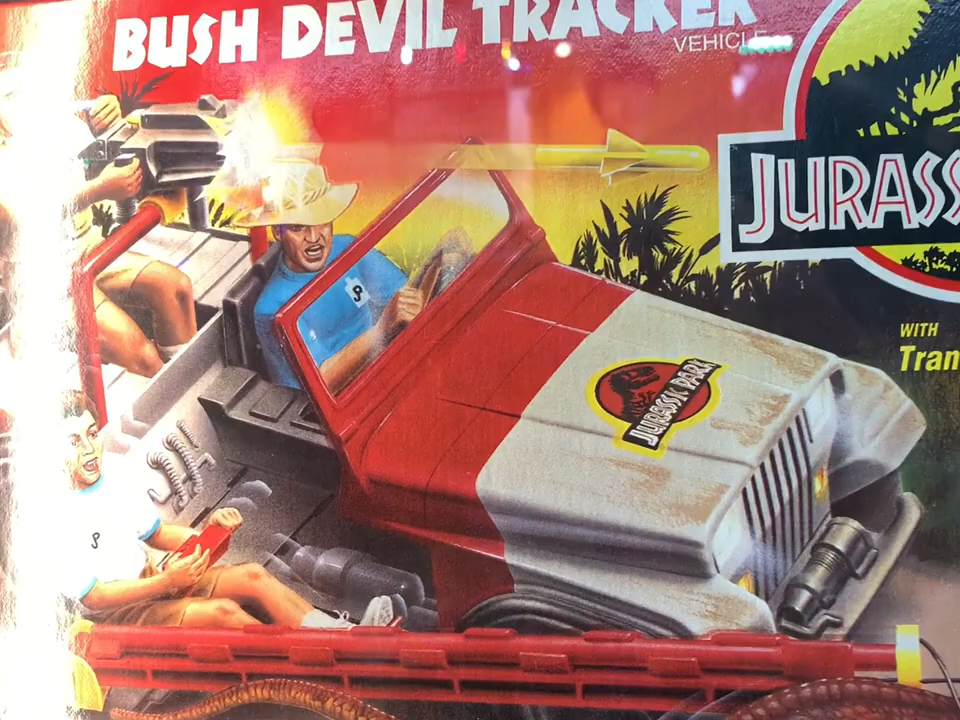 BUSH DEVIL TRACKER
VEHICLE
JURASS
WITH
Tran
JURASSIC PARK